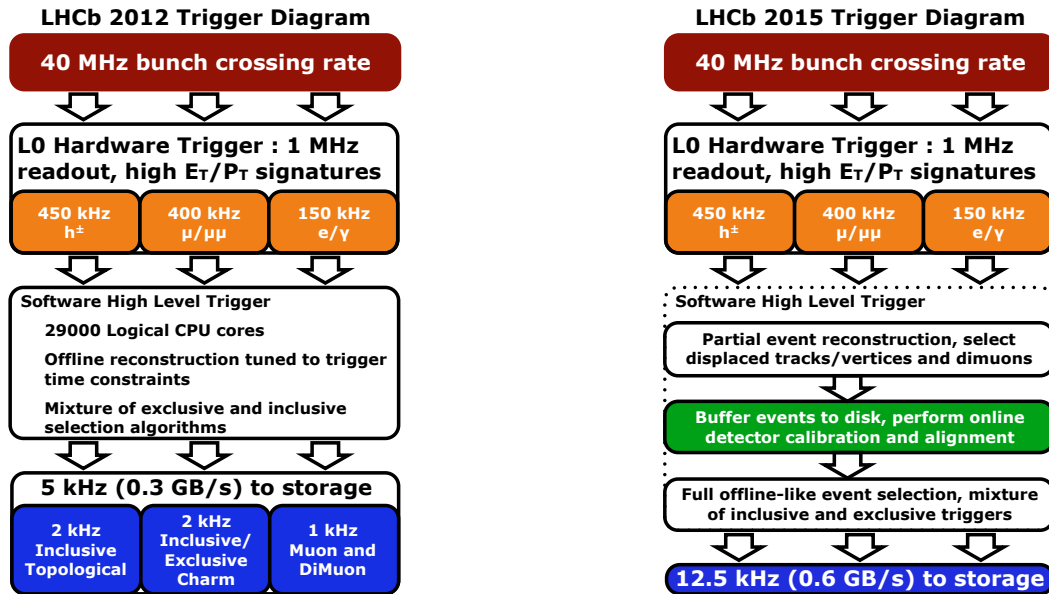 LHCb 2012 Trigger Diagram
40 MHz bunch crossing rate
L0 Hardware Trigger : 1 MHz
readout, high ET/PT signatures
450 kHz
h±
400 kHz
µ/µµ
150 kHz
e/γ
Software High Level Trigger
29000 Logical CPU cores
Offline reconstruction tuned to trigger
time constraints
Mixture of exclusive and inclusive
selection algorithms
5 kHz (0.3 GB/s) to storage
2 kHz
Inclusive
Topological
2 kHz
Inclusive/
Exclusive
Charm
1 kHz
Muon and
DiMuon
LHCb 2015 Trigger Diagram
40 MHz bunch crossing rate
L0 Hardware Trigger : 1 MHz
readout, high ET/PT signatures
450 kHz
h±
400 kHz
µ/µµ
150 kHz
e/γ
Software High Level Trigger
Partial event reconstruction, select
displaced tracks/vertices and dimuons
Buffer events to disk, perform online
detector calibration and alignment
Full offline-like event selection, mixture
of inclusive and exclusive triggers
12.5 kHz (0.6 GB/s) to storage